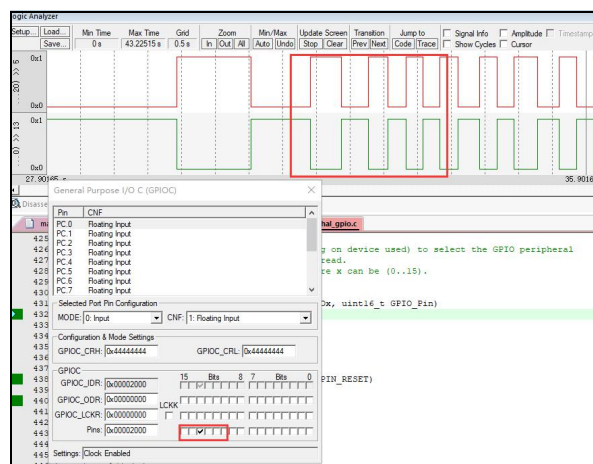 ogic Analyzer
Setup... Load... Min Time Max Time Grid Zoom Min/Max Update Screen Transition Jump to Signal Info Amplitude Timestamp
Save... 0 s 43.22515 s 0.5 s In Out All Auto Undo Stop Clear Prev Next Code Trace Show Cycles Cursor
0x1
20) >> 5
0x0
0x1
0) >> 13
0x0
35.9016
Disasse
General Purpose I/O C (GPIOC)
hal_gpio.c
Pin CNF
PC.0 Floating Input
PC.1 Floating Input
PC.2 Floating Input
PC.3 Floating Input
PC.4 Floating Input
PC.5 Floating Input
PC.6 Floating Input
PC.7 Floating Input
425
426 g on device used) to select the GPIO peripheral
427 read.
428 re x can be (0..15).
429
430
431 Ox, uint16_t GPIO_Pin)
432
433
434
435
436
437
438 PIN_RESET)
439
440
441
442
443
444
Selected Port Pin Configuration
MODE: 0: Input CNF: 1: Floating Input
Configuration & Mode Settings
GPIOC_CRH: 0x44444444 GPIOC_CRL: 0x44444444
GPIOC
15 Bits 8 7 Bits 0
GPIOC_IDR: 0x00002000
GPIOC_ODR: 0x00000000
LCKK
GPIOC_LCKR: 0x00000000
Pins: 0x00002000
Settings: Clock Enabled